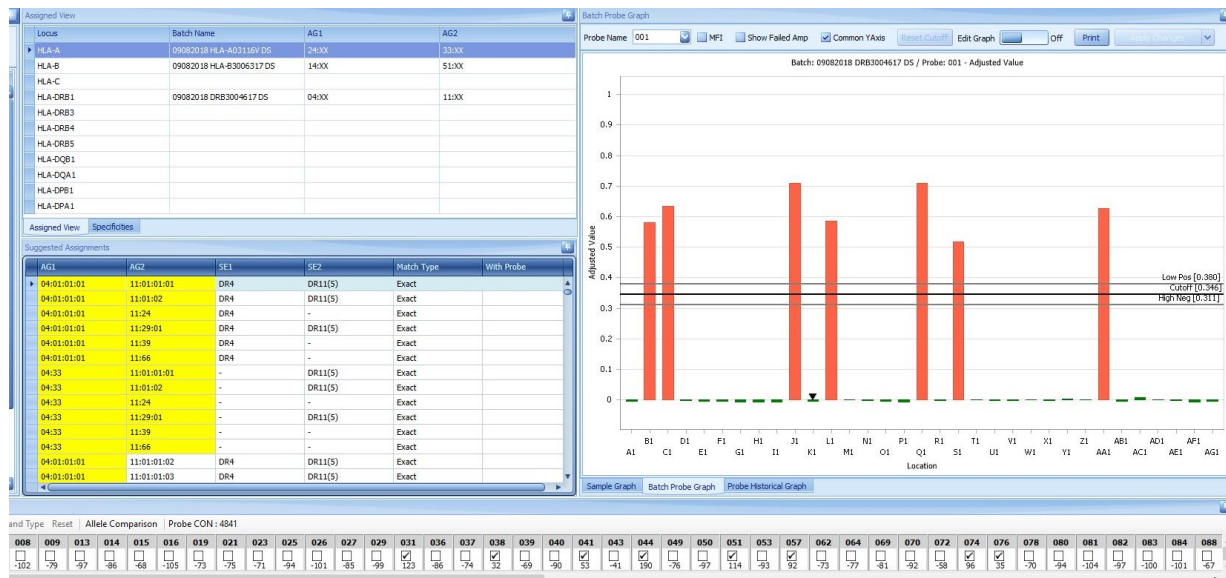 Assigned View
Locus Batch Name AG1 AG2
HLA-A 09082018 HLA-A03116V DS 24:XX 33:XX
HLA-B 09082018 HLA-B3006317 DS 14:XX 51:XX
HLA-C
HLA-DRB1 09082018 DRB3004617 DS 04:XX 11:XX
HLA-DRB3
HLA-DRB4
HLA-DRB5
HLA-DQB1
HLA-DQA1
HLA-DPB1
HLA-DPA1
Assigned View Specificities
Suggested Assignments
AG1 AG2 SE1 SE2 Match Type With Probe
04:01:01:01 11:01:01:01 DR4 DR11(5) Exact
04:01:01:01 11:01:02 DR4 DR11(5) Exact
04:01:01:01 11:24 DR4 - Exact
04:01:01:01 11:29:01 DR4 DR11(5) Exact
04:01:01:01 11:39 DR4 - Exact
04:01:01:01 11:66 DR4 - Exact
04:33 11:01:01:01 - DR11(5) Exact
04:33 11:01:02 - DR11(5) Exact
04:33 11:24 - - Exact
04:33 11:29:01 - DR11(5) Exact
04:33 11:39 - - Exact
04:33 11:66 - - Exact
04:01:01:01 11:01:01:02 DR4 DR11(5) Exact
04:01:01:01 11:01:01:03 DR4 DR11(5) Exact
Batch Probe Graph
Probe Name 001 MFI Show Failed Amp Common YAxis Reset Cutoff Edit Graph Off Print Apply Changes
Batch: 09082018 DRB3004617 DS / Probe: 001 - Adjusted Value
1
0.9
0.8
0.7
0.6
0.5
0.4
0.3
0.2
0.1
0
Adjusted Value
Low Pos [0.380]
Cutoff [0.346]
High Neg [0.311]
B1 D1 F1 H1 J1 L1 N1 P1 R1 T1 V1 X1 Z1 AB1 AD1 AF1
A1 C1 E1 G1 I1 K1 M1 O1 Q1 S1 U1 W1 Y1 AA1 AC1 AE1 AG1
Location
Sample Graph Batch Probe Graph Probe Historical Graph
and Type Reset Allele Comparison Probe CON : 4841
008 009 013 014 015 016 019 021 023 025 026 027 029 031 036 037 038 039 040 041 043 044 049 050 051 053 057 062 064 069 070 072 074 076 078 080 081 082 083 084 088
-102 -79 -97 -86 -68 -105 -73 -75 -71 -94 -101 -85 -99 123 -86 -74 32 -69 -90 53 -41 190 -76 -97 114 -93 92 -73 -77 -81 -92 -58 96 35 -70 -94 -104 -97 -100 -101 -67